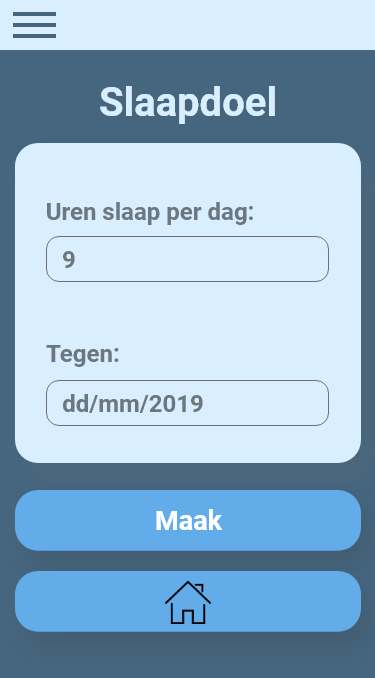 Slaapdoel
Uren slaap per dag:
9
Tegen:
dd/mm/2019
Maak